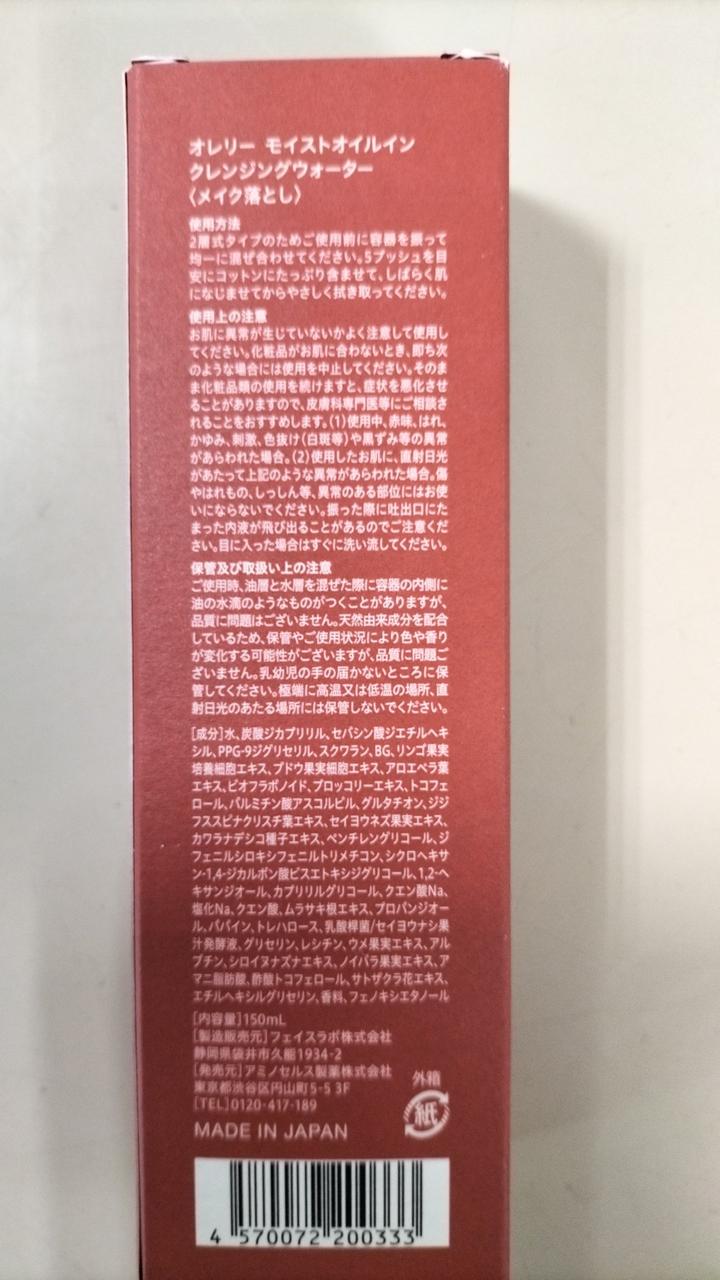 オレリー モイストオイルイン
クレンジングウォーター
〈メイク落とし〉
使用方法
2層式タイプのためご使用前に容器を振って
均一に混ぜ合わせてください。5プッシュを目
安にコットンにたっぷり含ませて、しばらく肌
になじませてからやさしく拭き取ってください。
使用上の注意
お肌に異常が生じていないかよく注意して使用し
てください。化粧品がお肌に合わないとき、即ち次
のような場合には使用を中止してください。そのま
ま化粧品類の使用を続けますと、症状を悪化させ
ることがありますので、皮膚科専門医等にご相談さ
れることをおすすめします。(1)使用中、赤味、はれ、
かゆみ、刺激、色抜け(白斑等)や黒ずみ等の異常
があらわれた場合。(2)使用したお肌に、直射日光
があたって上記のような異常があらわれた場合。傷
やはれもの、しっしん等、異常のある部位にはお使
いにならないでください。振った際に吐出口にた
まった内液が飛び出ることがあるのでご注意くだ
さい。目に入った場合はすぐに洗い流してください。
保管及び取扱い上の注意
ご使用時、油層と水層を混ぜた際に容器の内側に
油の水滴のようなものがつくことがありますが、
品質に問題はございません。天然由来成分を配合
しているため、保管やご使用状況により色や香り
が変化する可能性がございますが、品質に問題ご
ざいません。乳幼児の手の届かないところに保
管してください。極端に高温又は低温の場所、直
射日光のあたる場所には保管しないでください。
[成分]水、炭酸ジカプリリル、セバシン酸ジエチルヘキ
シル、PPG-9ジグリセリル、スクワラン、BG、リンゴ果実
培養細胞エキス、ブドウ果実細胞エキス、アロエベラ葉
エキス、ビオフラボノイド、ブロッコリーエキス、トコフェ
ロール、パルミチン酸アスコルビル、グルタチオン、ジジ
フススピナクリスチ葉エキス、セイヨウネズ果実エキス、
カワラナデシコ種子エキス、ペンチレングリコール、ジ
フェニルシロキシフェニルトリメチコン、シクロヘキサ
ン-1,4-ジカルボン酸ビスエトキシジグリコール、1,2-ヘ
キサンジオール、カプリリルグリコール、クエン酸Na、
塩化Na、クエン酸、ムラサキ根エキス、プロパンジオー
ル、パパイン、トレハロース、乳酸桿菌/セイヨウナシ果
汁発酵液、グリセリン、レシチン、ウメ果実エキス、アル
ブチン、シロイヌナズナエキス、ノイバラ果実エキス、ア
マニ脂肪酸、酢酸トコフェロール、サトザクラ花エキス、
エチルヘキシルグリセリン、香料、フェノキシエタノール
[内容量]150mL
[製造販売元]フェイスラボ株式会社
静岡県袋井市久能1934-2
[発売元]アミノセルス製薬株式会社
東京都渋谷区円山町5-5 3F
[TEL]0120-417-189
外箱
紙
MADE IN JAPAN
4 570072 200333